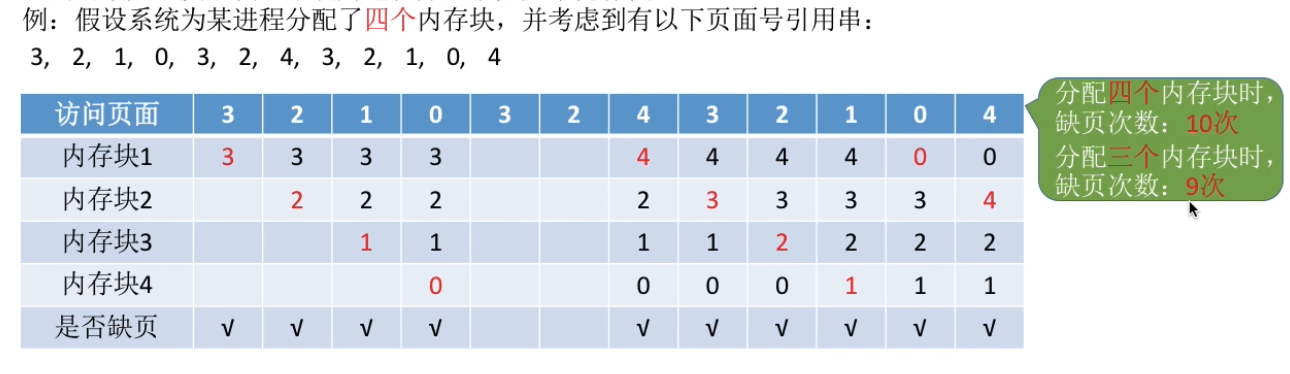 例：假设系统为某进程分配了四个内存块，并考虑到有以下页面号引用串：
3, 2, 1, 0, 3, 2, 4, 3, 2, 1, 0, 4
访问页面 3 2 1 0 3 2 4 3 2 1 0 4
内存块1 3 3 3 3 4 4 4 4 0 0
内存块2 2 2 2 2 3 3 3 3 4
内存块3 1 1 1 1 2 2 2 2
内存块4 0 0 0 0 1 1 1
是否缺页 √ √ √ √ √ √ √ √ √ √
分配四个内存块时，
缺页次数：10次
分配三个内存块时，
缺页次数：9次